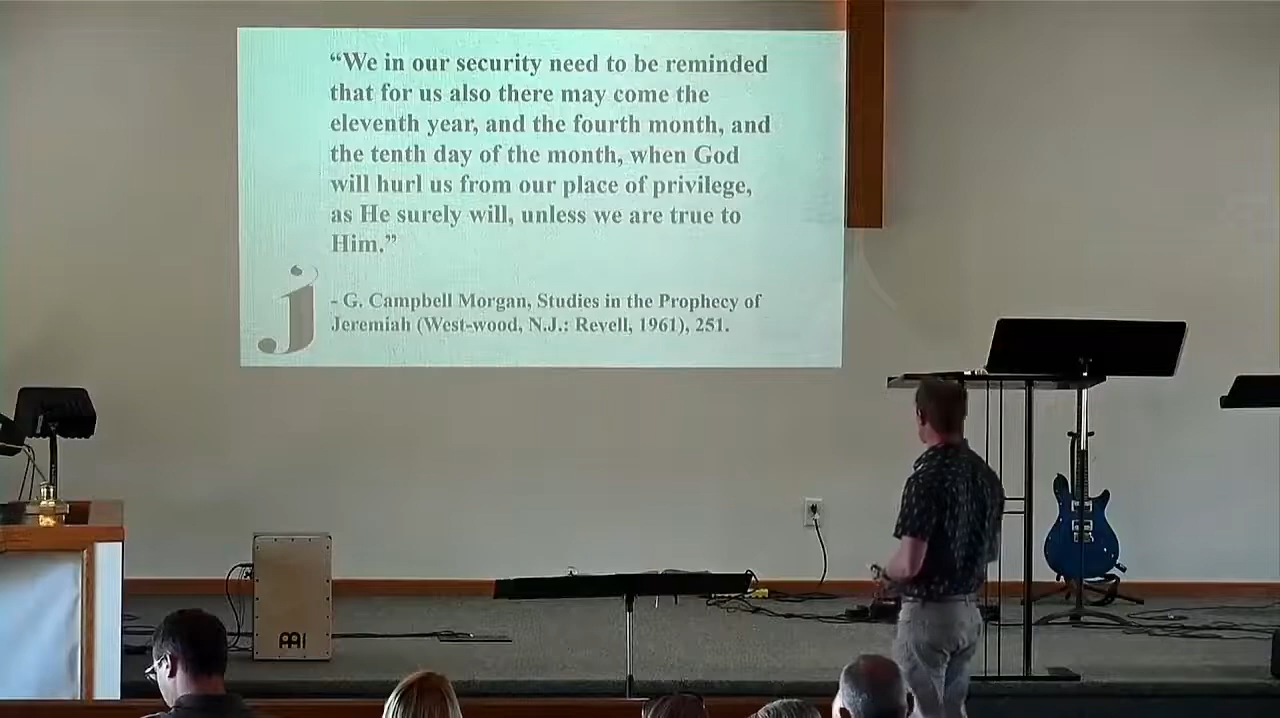 “We in our security need to be reminded
that for us also there may come the
eleventh year, and the fourth month, and
the tenth day of the month, when God
will hurl us from our place of privilege,
as He surely will, unless we are true to
Him.”
j
- G. Campbell Morgan, Studies in the Prophecy of
Jeremiah (West-wood, N.J.: Revell, 1961), 251.